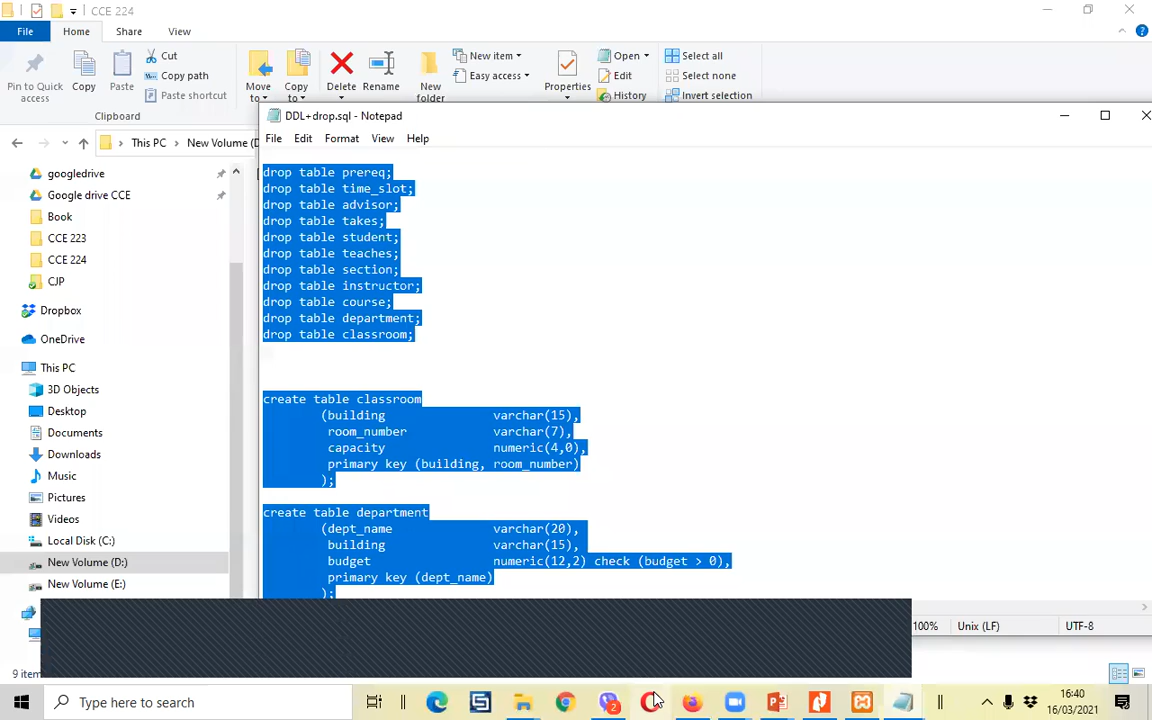 CCE 224
File Home Share View
Pin to Quick access
Copy
Paste
Cut
Copy path
Paste shortcut
Clipboard
Move to
Copy to
Delete
Rename
New folder
New item
Easy access
Properties
Open
Edit
History
Select all
Select none
Invert selection
This PC New Volume (D
DDL+drop.sql - Notepad
File Edit Format View Help
googledrive
Google drive CCE
Book
CCE 223
CCE 224
CJP
Dropbox
OneDrive
This PC
3D Objects
Desktop
Documents
Downloads
Music
Pictures
Videos
Local Disk (C:)
New Volume (D:)
New Volume (E:)
9 item
drop table prereq;
drop table time_slot;
drop table advisor;
drop table takes;
drop table student;
drop table teaches;
drop table section;
drop table instructor;
drop table course;
drop table department;
drop table classroom;
create table classroom
(building varchar(15),
room_number varchar(7),
capacity numeric(4,0),
primary key (building, room_number)
);
create table department
(dept_name varchar(20),
building varchar(15),
budget numeric(12,2) check (budget > 0),
primary key (dept_name)
);
100% Unix (LF) UTF-8
Type here to search
2
16:40
16/03/2021